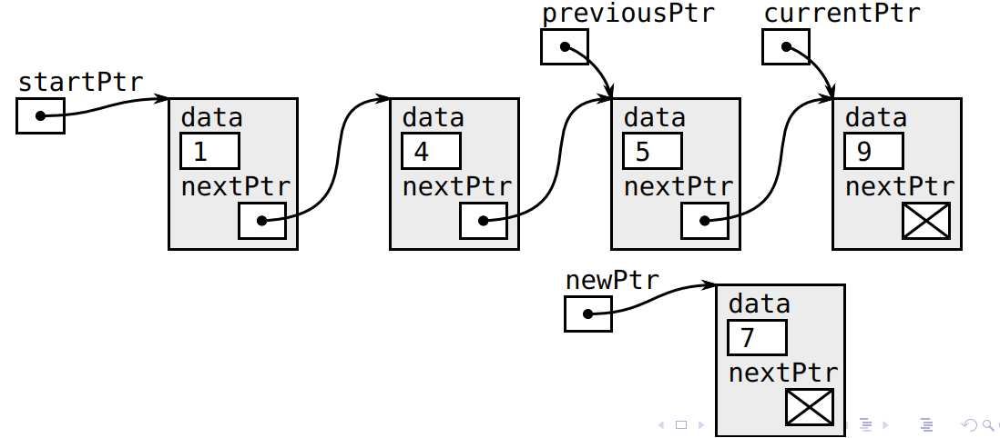 previousPtr currentPtr
startPtr
data data data data
1 4 5 9
nextPtr nextPtr nextPtr nextPtr
newPtr
data
7
nextPtr